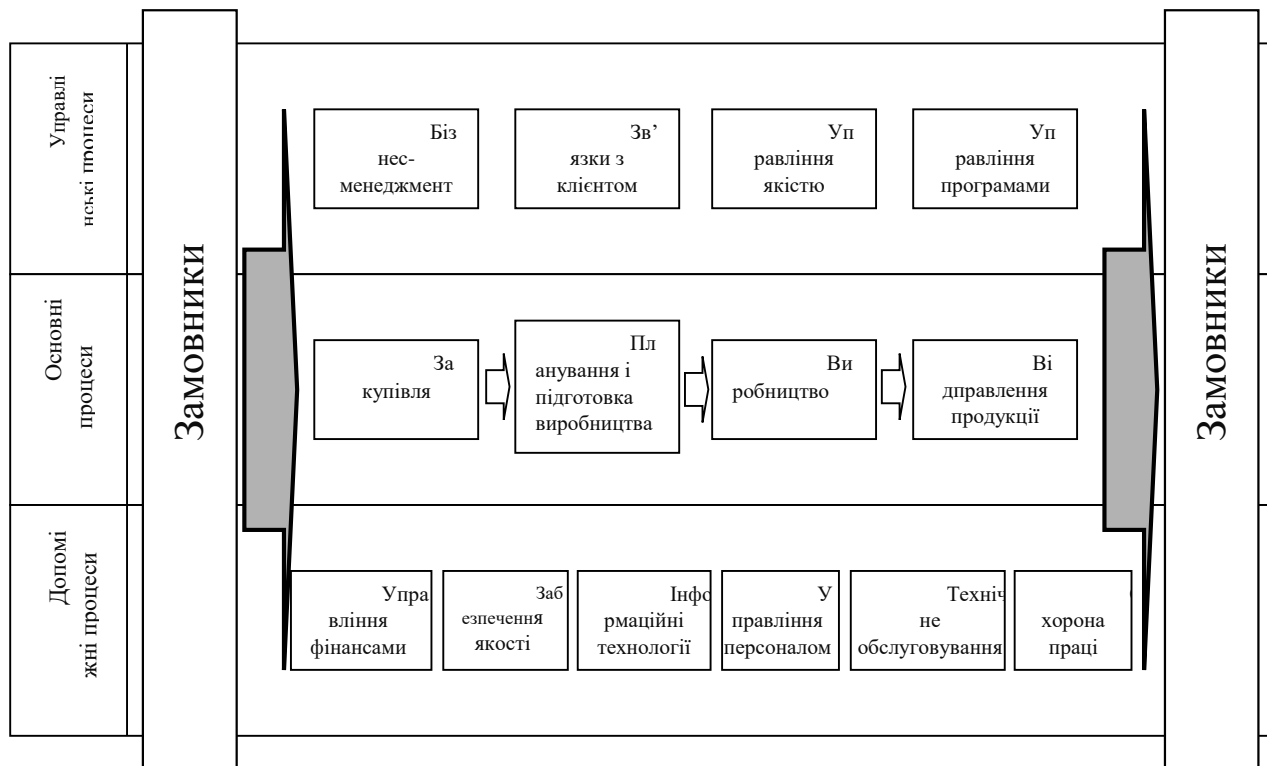 Управлі
нські процеси
Замовники
Біз
нес-
менеджмент
Зв’
язки з
клієнтом
Уп
равління
якістю
Уп
равління
програмами
Замовники
Основні
процеси
За
купівля
Пл
анування і
підготовка
виробництва
Ви
робництво
Ві
дправлення
продукції
Допомі
жні процеси
Упра
вління
фінансами
Заб
езпечення
якості
Інфо
рмаційні
технології
У
правління
персоналом
Техніч
не
обслуговування
хорона
праці